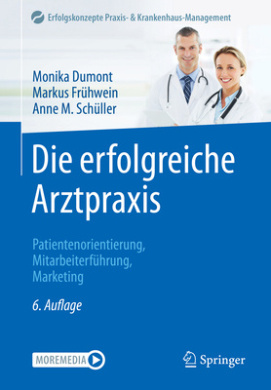 Erfolgskonzepte Praxis- & Krankenhaus-Management
Monika Dumont
Markus Frühwein
Anne M. Schüller
Die erfolgreiche
Arztpraxis
Patientenorientierung,
Mitarbeiterführung,
Marketing
6. Auflage
MOREMEDIA
Springer